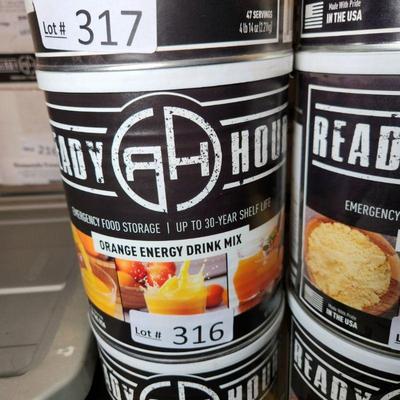 Lot # 317
47 SERVINGS
4 lb 14 oz (2.21kg)
Made With Pride
IN THE USA
READY RH HOUR
EMERGENCY FOOD STORAGE | UP TO 30-YEAR SHELF LIFE
ORANGE ENERGY DRINK MIX
Lot # 316
READ
EMERGENCY
Made With Pride
IN THE USA
READY
READY